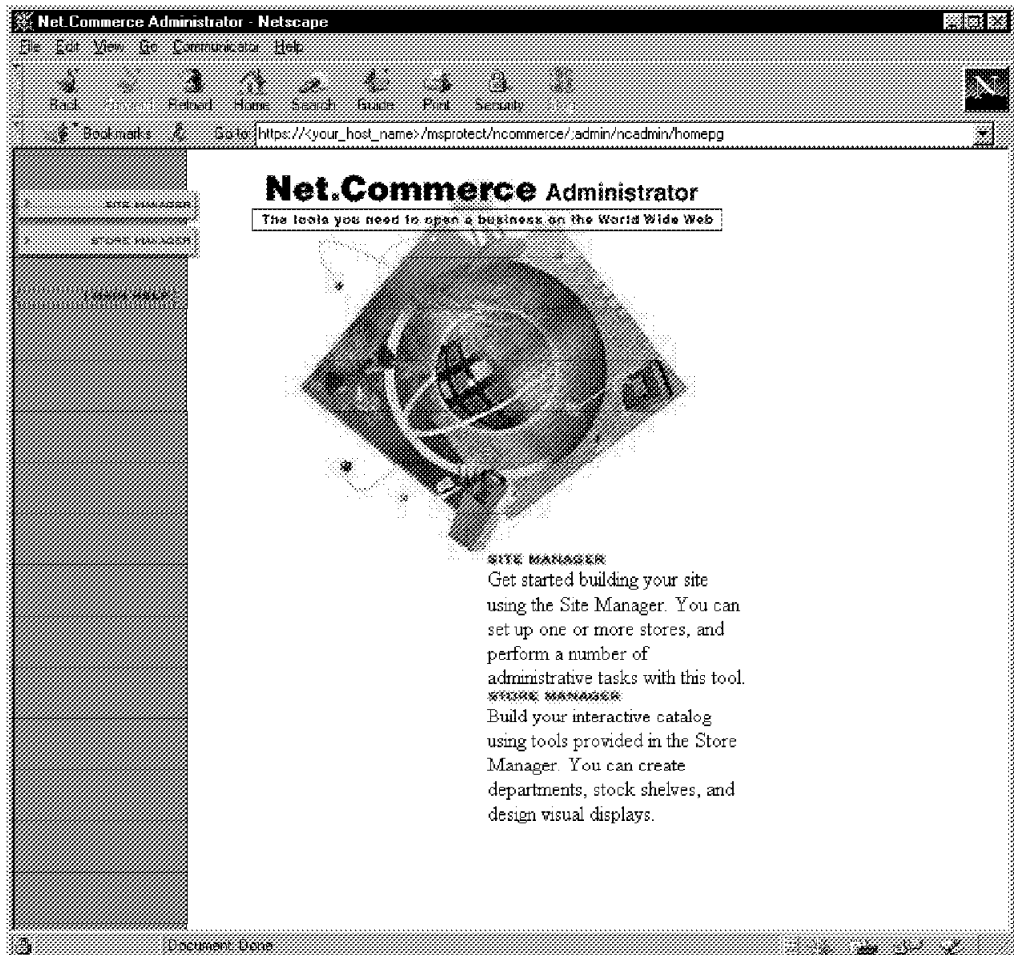 Net.Commerce Administrator - Netscape
File Edit View Go Communicator Help
Back Forward Reload Home Search Guide Print Security Stop
Bookmarks Go to: https://<your_host_name>/msprotect/ncommerce/;admin/ncadmin/homepg
SITE MANAGER
STORE MANAGER
[ MAIN HELP ]
Net.Commerce Administrator
The tools you need to open a business on the World Wide Web
SITE MANAGER
Get started building your site
using the Site Manager. You can
set up one or more stores, and
perform a number of
administrative tasks with this tool.
STORE MANAGER
Build your interactive catalog
using tools provided in the Store
Manager. You can create
departments, stock shelves, and
design visual displays.
Document: Done